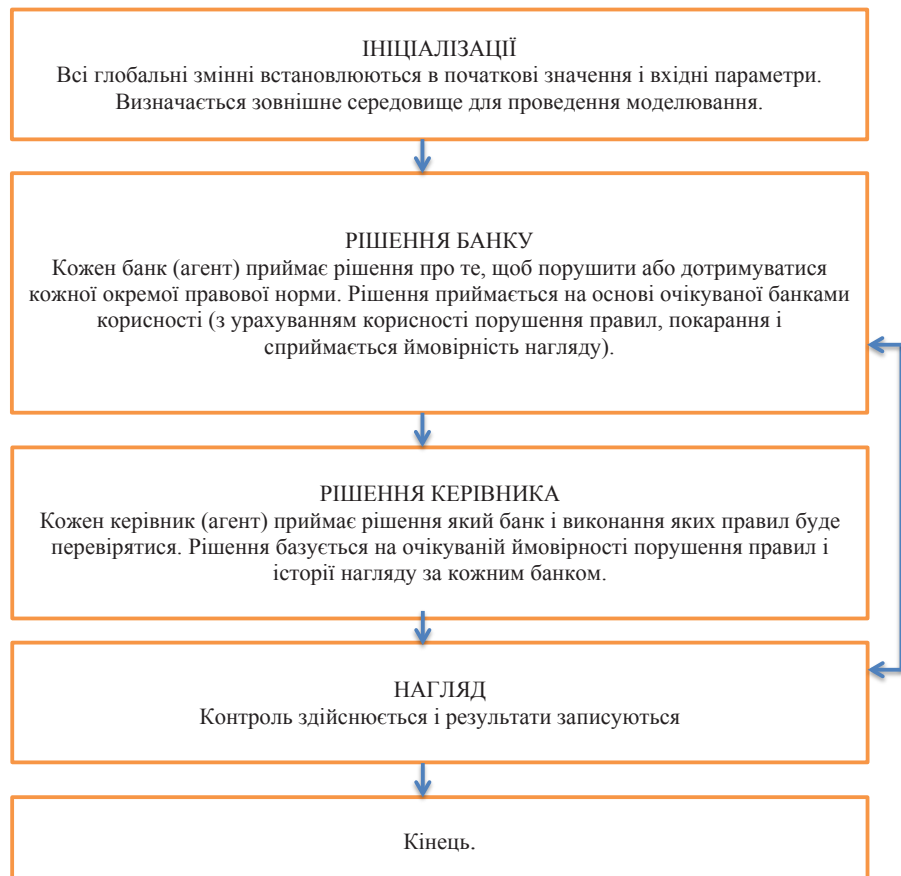 ІНІЦІАЛІЗАЦІЇ
Всі глобальні змінні встановлюються в початкові значення і вхідні параметри.
Визначається зовнішнє середовище для проведення моделювання.
РІШЕННЯ БАНКУ
Кожен банк (агент) приймає рішення про те, щоб порушити або дотримуватися
кожної окремої правової норми. Рішення приймається на основі очікуваної банками
корисності (з урахуванням корисності порушення правил, покарання і
сприймається ймовірність нагляду).
РІШЕННЯ КЕРІВНИКА
Кожен керівник (агент) приймає рішення який банк і виконання яких правил буде
перевірятися. Рішення базується на очікуваній ймовірності порушення правил і
історії нагляду за кожним банком.
НАГЛЯД
Контроль здійснюється і результати записуються
Кінець.